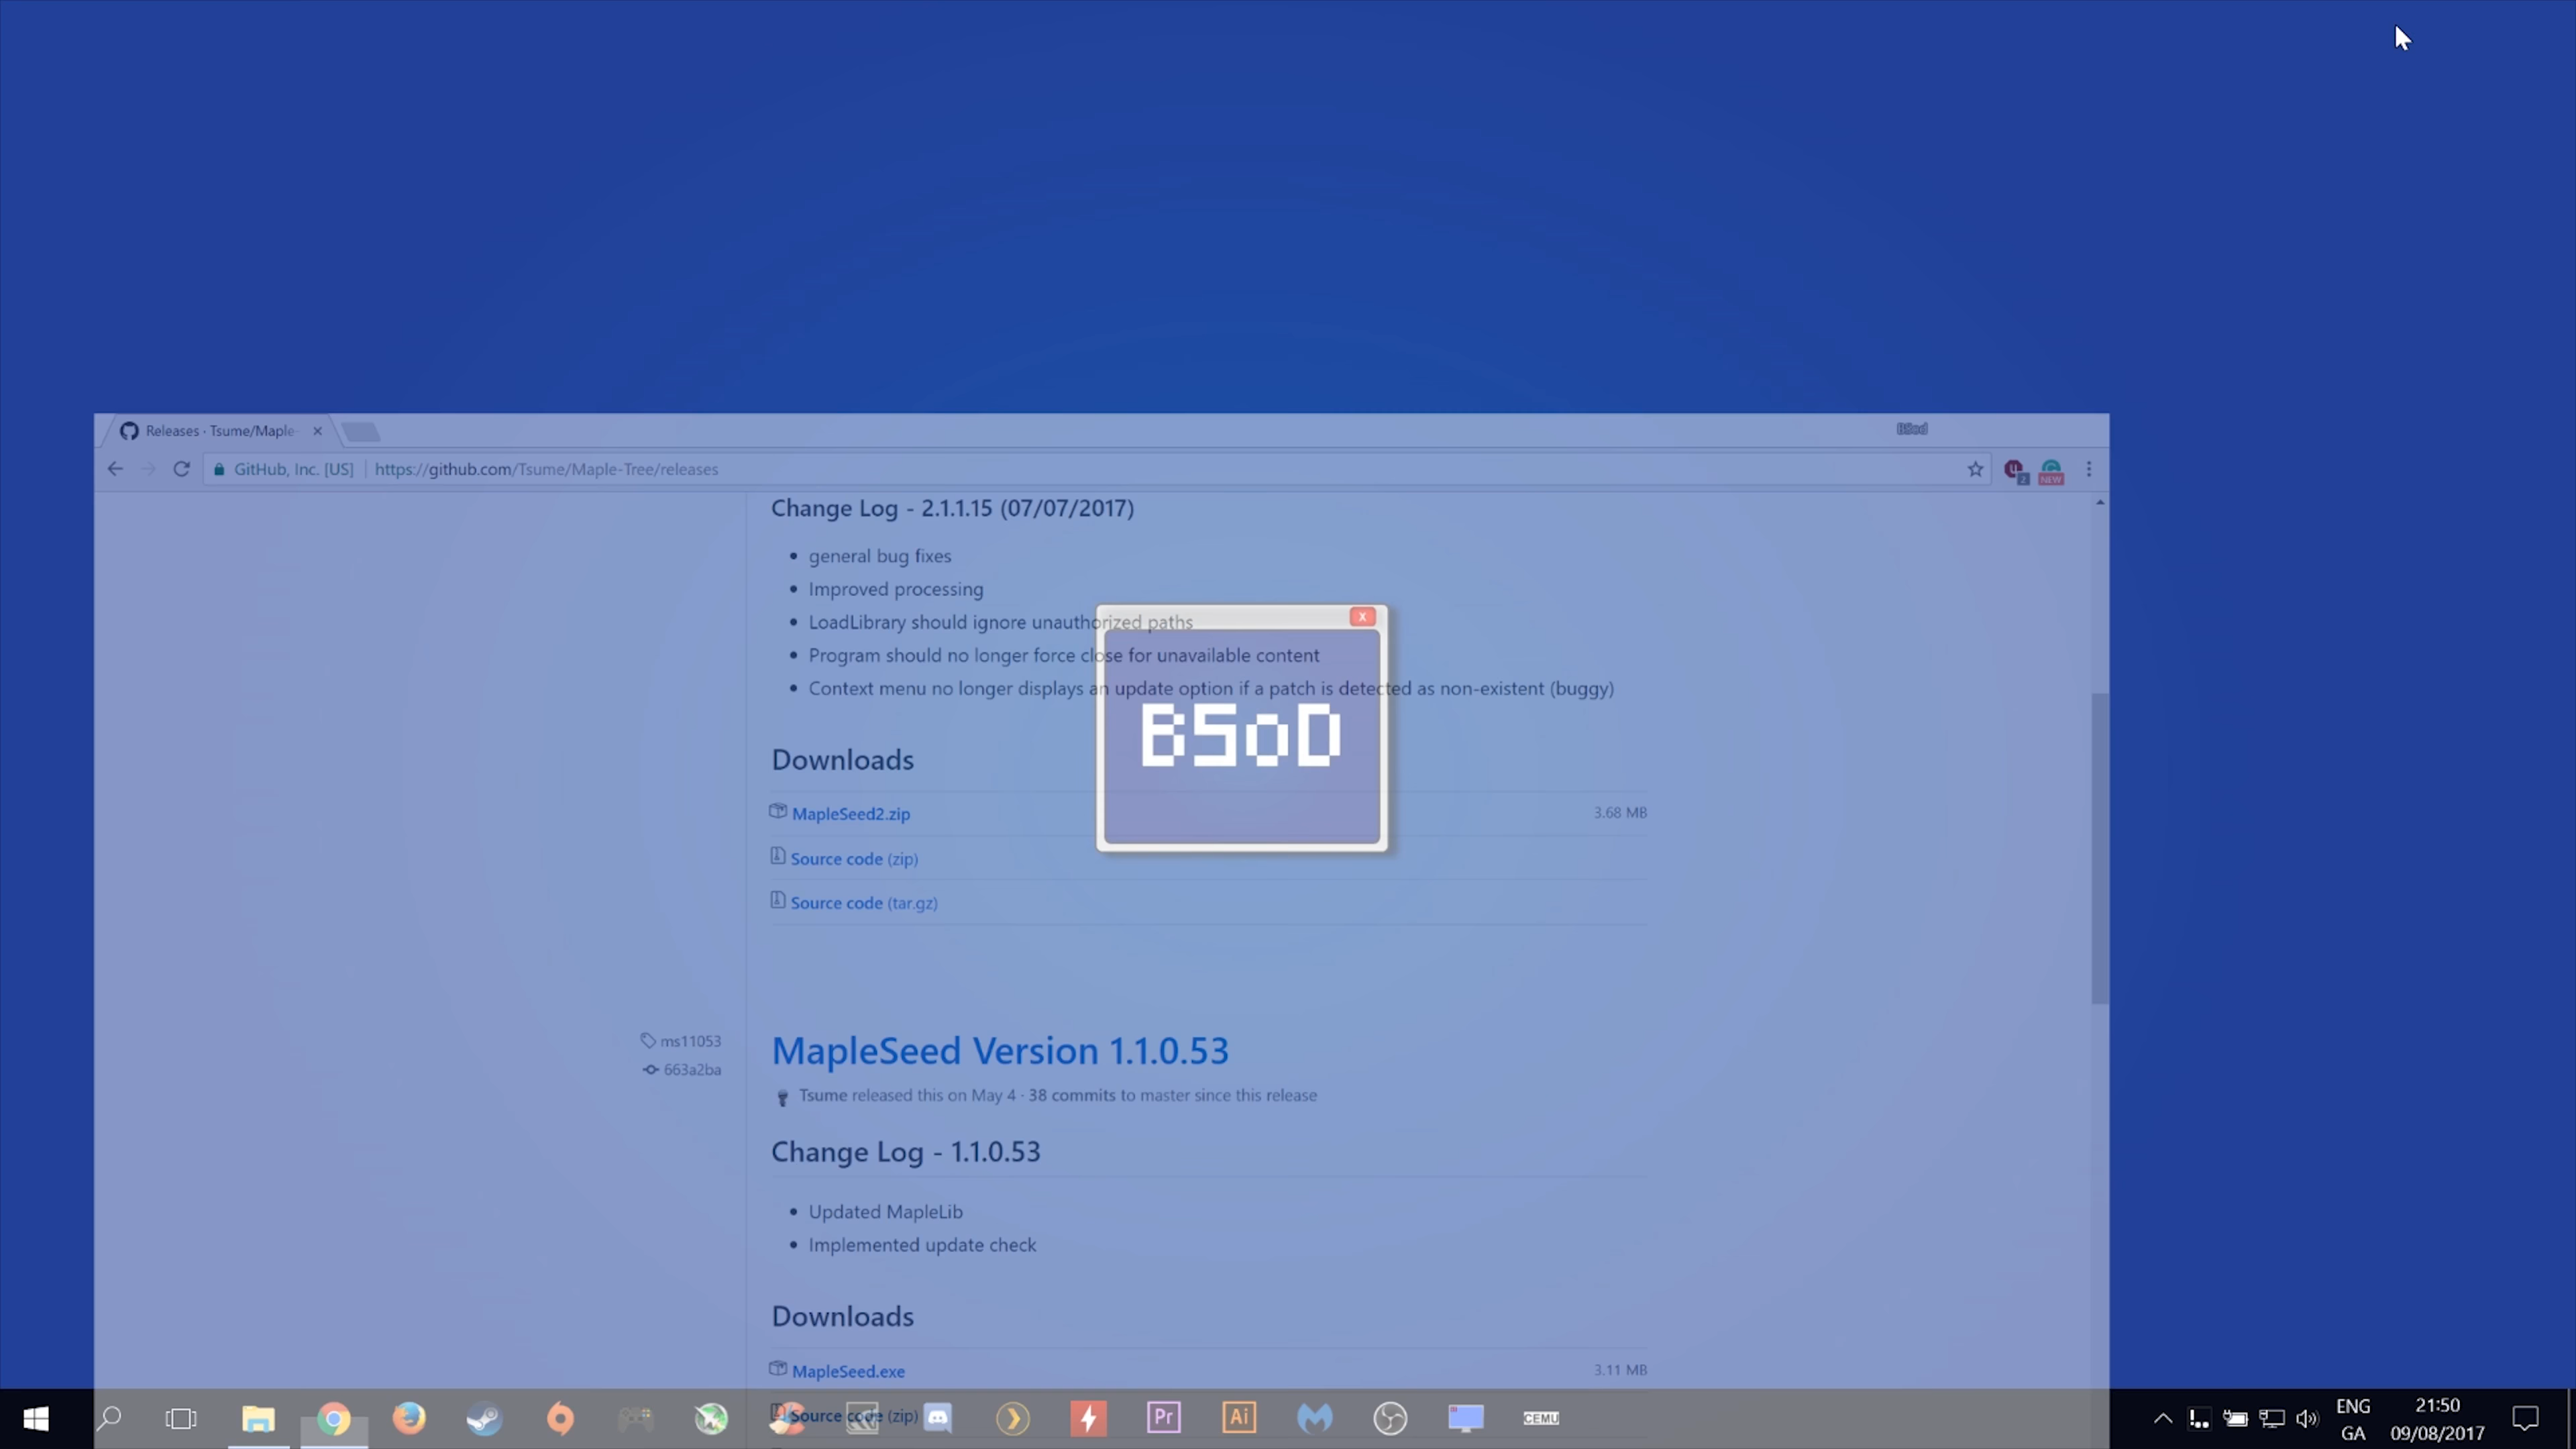 Releases · Tsume/Maple-
BSod
GitHub, Inc. [US] https://github.com/Tsume/Maple-Tree/releases
2
NEW
Change Log - 2.1.1.15 (07/07/2017)
general bug fixes
Improved processing
LoadLibrary should ignore unauthorized paths
Program should no longer force close for unavailable content
Context menu no longer displays an update option if a patch is detected as non-existent (buggy)
BSoD
Downloads
MapleSeed2.zip 3.68 MB
Source code (zip)
Source code (tar.gz)
ms11053
663a2ba
MapleSeed Version 1.1.0.53
Tsume released this on May 4 · 38 commits to master since this release
Change Log - 1.1.0.53
Updated MapleLib
Implemented update check
Downloads
MapleSeed.exe 3.11 MB
Source code (zip)
Pr
Ai
CEMU
ENG
GA
21:50
09/08/2017